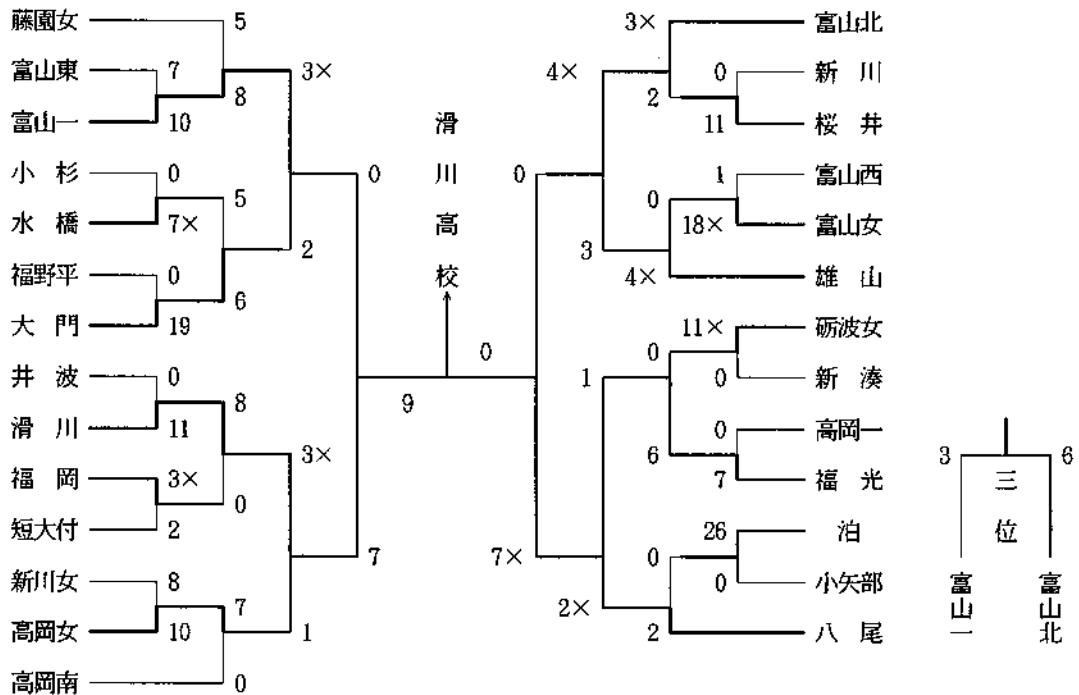 藤園女 5
富山東 7
3×
8
富山一 10
小杉 0
5
水橋 7×
2
福野平 0
6
大門 19
0
井波 0
8
滑川 11
3×
福岡 3×
0
短大付 2
7
新川女 8
7
高岡女 10
1
高岡南 0
滑川高校
9
0
3× 富山北
4×
0 新川
2
11 桜井
0
1 富山西
0
18× 富山女
3
4× 雄山
11× 砺波女
0
0 新湊
1
0 高岡一
6
7 福光
7×
26 泊
0
0 小矢部
2×
2 八尾
3 6
三位
富山一
富山北